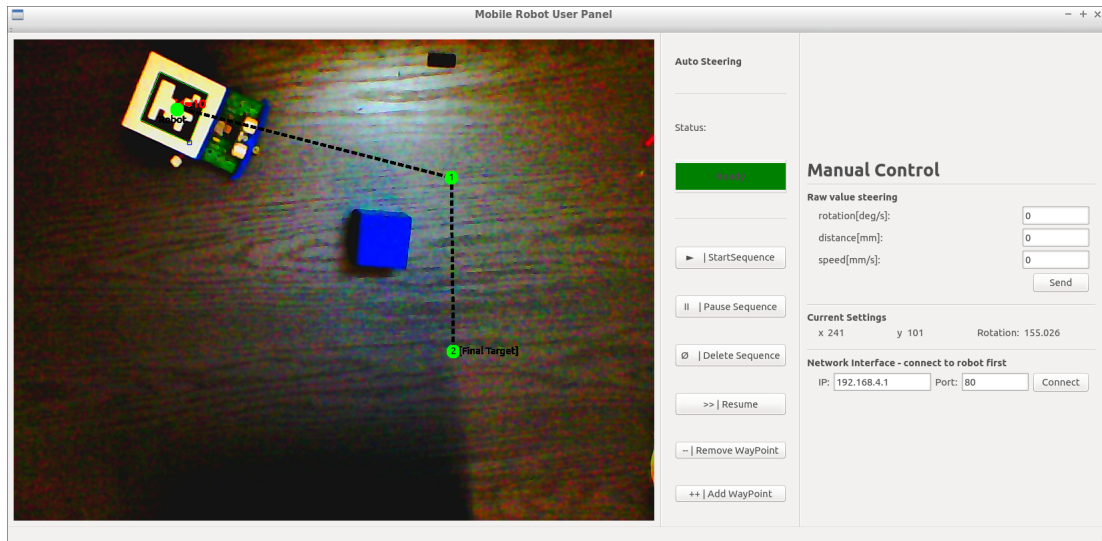 Mobile Robot User Panel
Robot
1
2 [Final Target]
Auto Steering
Status:
► | StartSequence
II | Pause Sequence
Ø | Delete Sequence
>> | Resume
-- | Remove WayPoint
++ | Add WayPoint
Manual Control
Raw value steering
rotation[deg/s]: 0
distance[mm]: 0
speed[mm/s]: 0
Send
Current Settings
x 241 y 101 Rotation: 155.026
Network Interface - connect to robot first
IP: 192.168.4.1 Port: 80 Connect